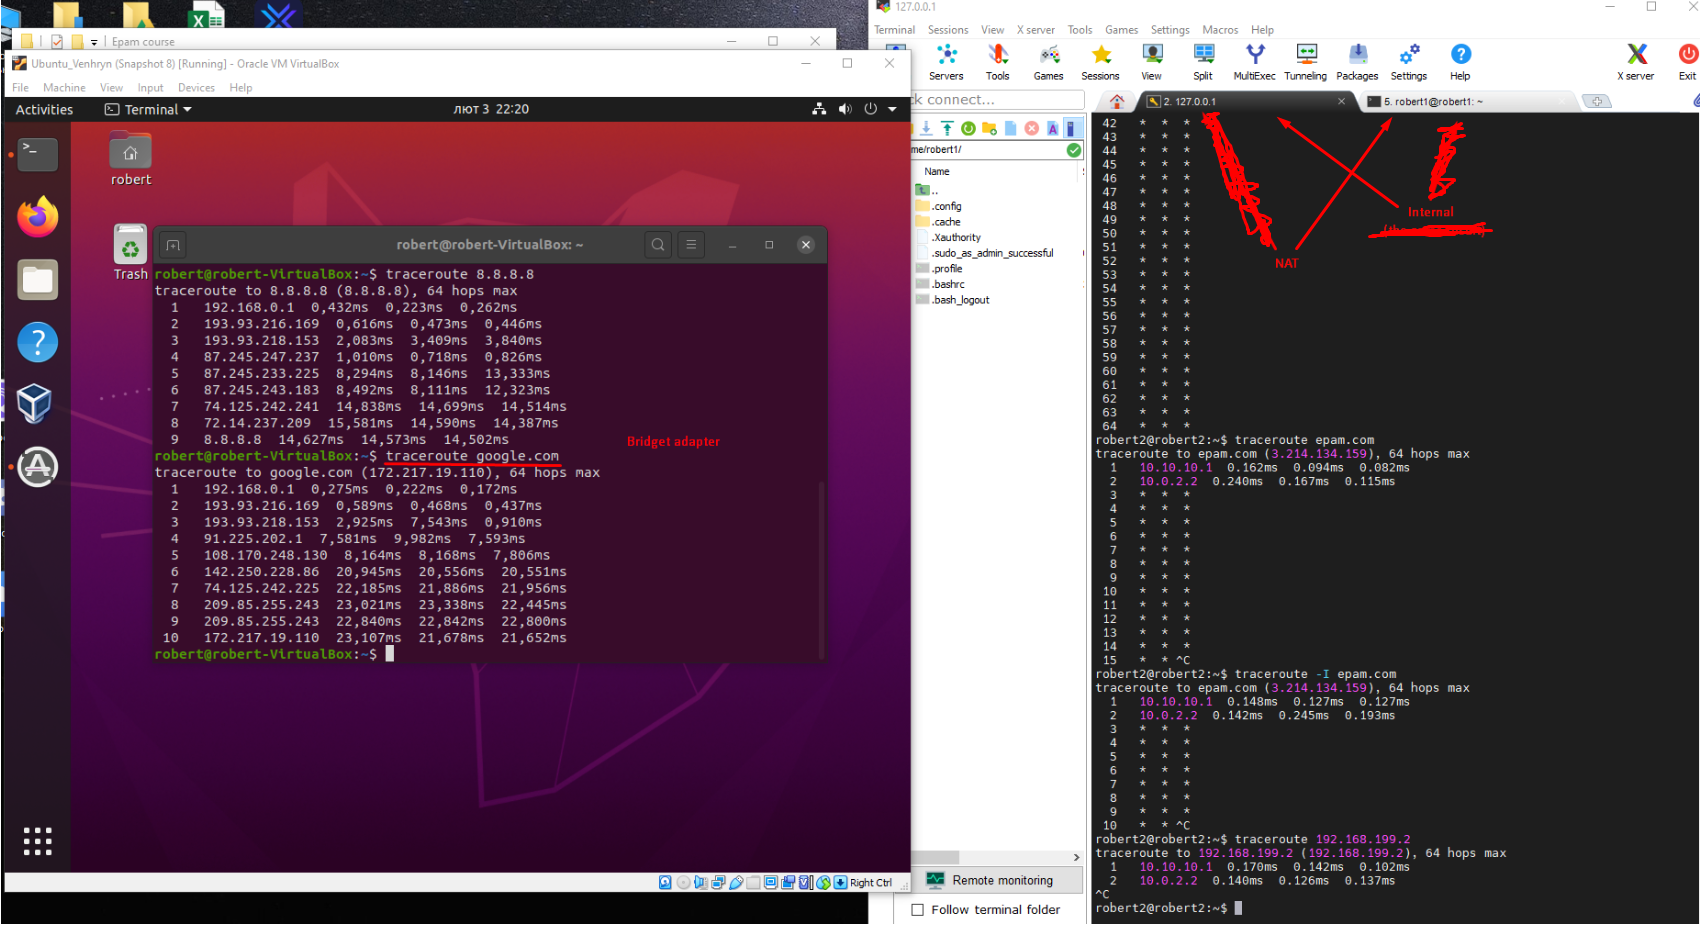 Epam course
Ubuntu_Venhryn (Snapshot 8) [Running] - Oracle VM VirtualBox
File Machine View Input Devices Help
Activities Terminal лют 3 22:20
robert
Trash
robert@robert-VirtualBox: ~
robert@robert-VirtualBox:~$ traceroute 8.8.8.8
traceroute to 8.8.8.8 (8.8.8.8), 64 hops max
1 192.168.0.1 0,432ms 0,223ms 0,262ms
2 193.93.216.169 0,616ms 0,473ms 0,446ms
3 193.93.218.153 2,083ms 3,409ms 3,840ms
4 87.245.247.237 1,010ms 0,718ms 0,826ms
5 87.245.233.225 8,294ms 8,146ms 13,333ms
6 87.245.243.183 8,492ms 8,111ms 12,323ms
7 74.125.242.241 14,838ms 14,699ms 14,514ms
8 72.14.237.209 15,581ms 14,590ms 14,387ms
9 8.8.8.8 14,627ms 14,573ms 14,502ms
Bridget adapter
robert@robert-VirtualBox:~$ traceroute google.com
traceroute to google.com (172.217.19.110), 64 hops max
1 192.168.0.1 0,275ms 0,222ms 0,172ms
2 193.93.216.169 0,589ms 0,468ms 0,437ms
3 193.93.218.153 2,925ms 7,543ms 0,910ms
4 91.225.202.1 7,581ms 9,982ms 7,593ms
5 108.170.248.130 8,164ms 8,168ms 7,806ms
6 142.250.228.86 20,945ms 20,556ms 20,551ms
7 74.125.242.225 22,185ms 21,886ms 21,956ms
8 209.85.255.243 23,021ms 23,338ms 22,445ms
9 209.85.255.243 22,840ms 22,842ms 22,800ms
10 172.217.19.110 23,107ms 21,678ms 21,652ms
robert@robert-VirtualBox:~$
Right Ctrl
127.0.0.1
Terminal Sessions View X server Tools Games Settings Macros Help
Servers Tools Games Sessions View Split MultiExec Tunneling Packages Settings Help X server Exit
ck connect...
2. 127.0.0.1
5. robert1@robert1: ~
me/robert1/
Name
..
.config
.cache
.Xauthority
.sudo_as_admin_successful
.profile
.bashrc
.bash_logout
Remote monitoring
Follow terminal folder
42 * * *
43 * * *
44 * * *
45 * * *
46 * * *
47 * * *
48 * * *
49 * * *
50 * * *
51 * * *
52 * * *
53 * * *
54 * * *
55 * * *
56 * * *
57 * * *
58 * * *
59 * * *
60 * * *
61 * * *
62 * * *
63 * * *
64 * * *
Internal
NAT
robert2@robert2:~$ traceroute epam.com
traceroute to epam.com (3.214.134.159), 64 hops max
1 10.10.10.1 0.162ms 0.094ms 0.082ms
2 10.0.2.2 0.240ms 0.167ms 0.115ms
3 * * *
4 * * *
5 * * *
6 * * *
7 * * *
8 * * *
9 * * *
10 * * *
11 * * *
12 * * *
13 * * *
14 * * *
15 * * ^C
robert2@robert2:~$ traceroute -I epam.com
traceroute to epam.com (3.214.134.159), 64 hops max
1 10.10.10.1 0.148ms 0.127ms 0.127ms
2 10.0.2.2 0.142ms 0.245ms 0.193ms
3 * * *
4 * * *
5 * * *
6 * * *
7 * * *
8 * * *
9 * * *
10 * * ^C
robert2@robert2:~$ traceroute 192.168.199.2
traceroute to 192.168.199.2 (192.168.199.2), 64 hops max
1 10.10.10.1 0.170ms 0.142ms 0.102ms
2 10.0.2.2 0.140ms 0.126ms 0.137ms
^C
robert2@robert2:~$